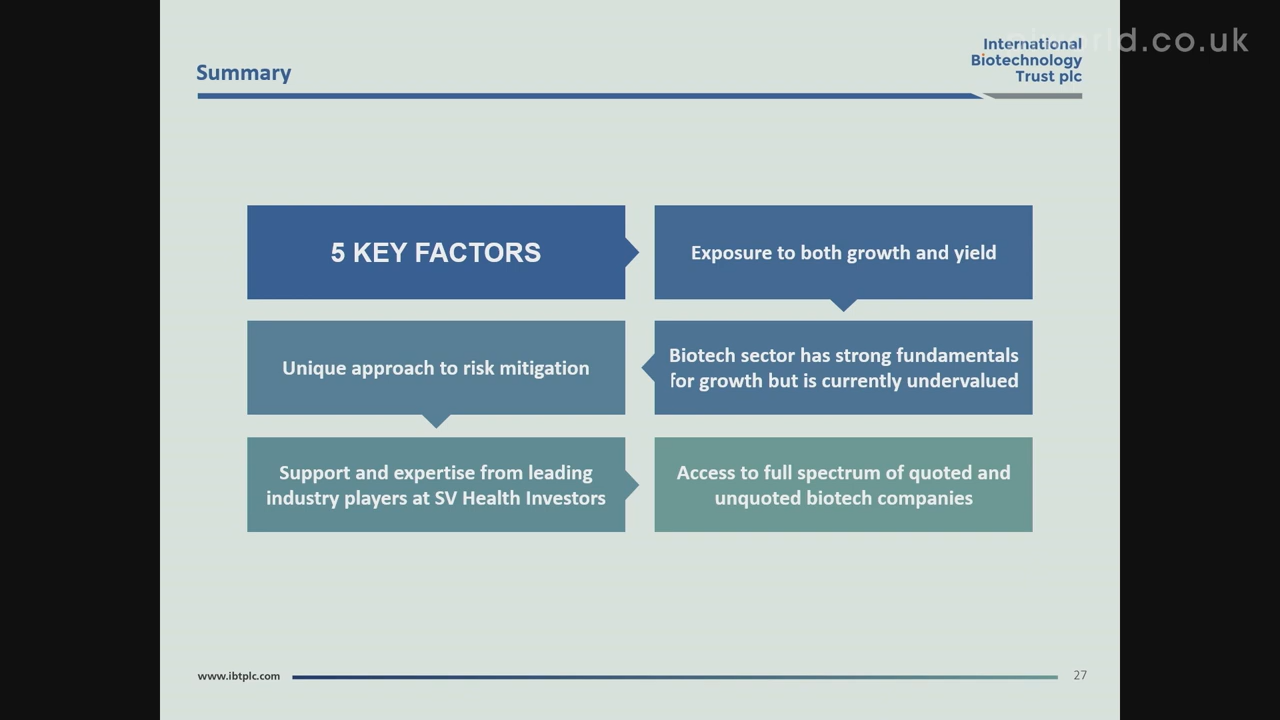 Summary
International
Biotechnology
Trust plc
d.co.uk
5 KEY FACTORS
Exposure to both growth and yield
Biotech sector has strong fundamentals
for growth but is currently undervalued
Unique approach to risk mitigation
Support and expertise from leading
industry players at SV Health Investors
Access to full spectrum of quoted and
unquoted biotech companies
www.ibtplc.com
27